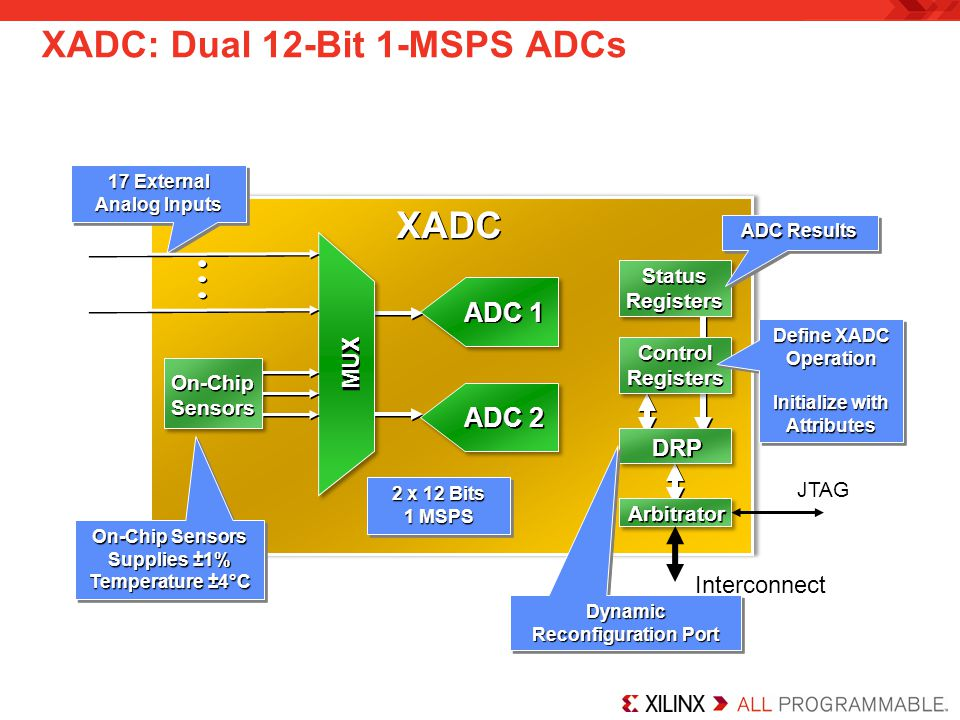 XADC: Dual 12-Bit 1-MSPS ADCs
17 External
Analog Inputs
XADC
ADC Results
Status
Registers
ADC 1
Define XADC
Operation
Initialize with
Attributes
Control
Registers
MUX
On-Chip
Sensors
ADC 2
DRP
2 x 12 Bits
1 MSPS
JTAG
Arbitrator
On-Chip Sensors
Supplies ±1%
Temperature ±4°C
Interconnect
Dynamic
Reconfiguration Port
XILINX ALL PROGRAMMABLE.